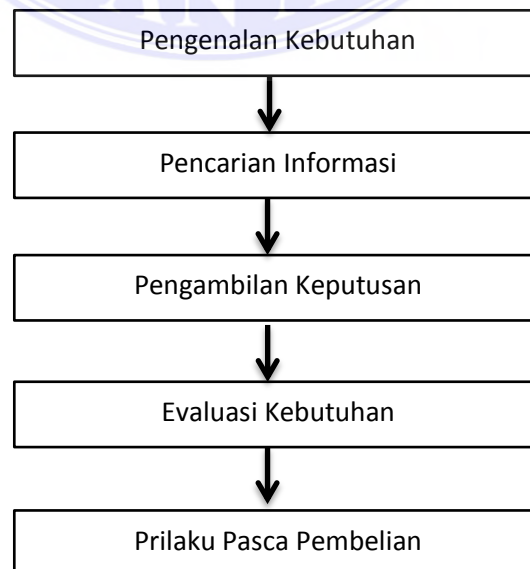 Pengenalan Kebutuhan
Pencarian Informasi
Pengambilan Keputusan
Evaluasi Kebutuhan
Prilaku Pasca Pembelian